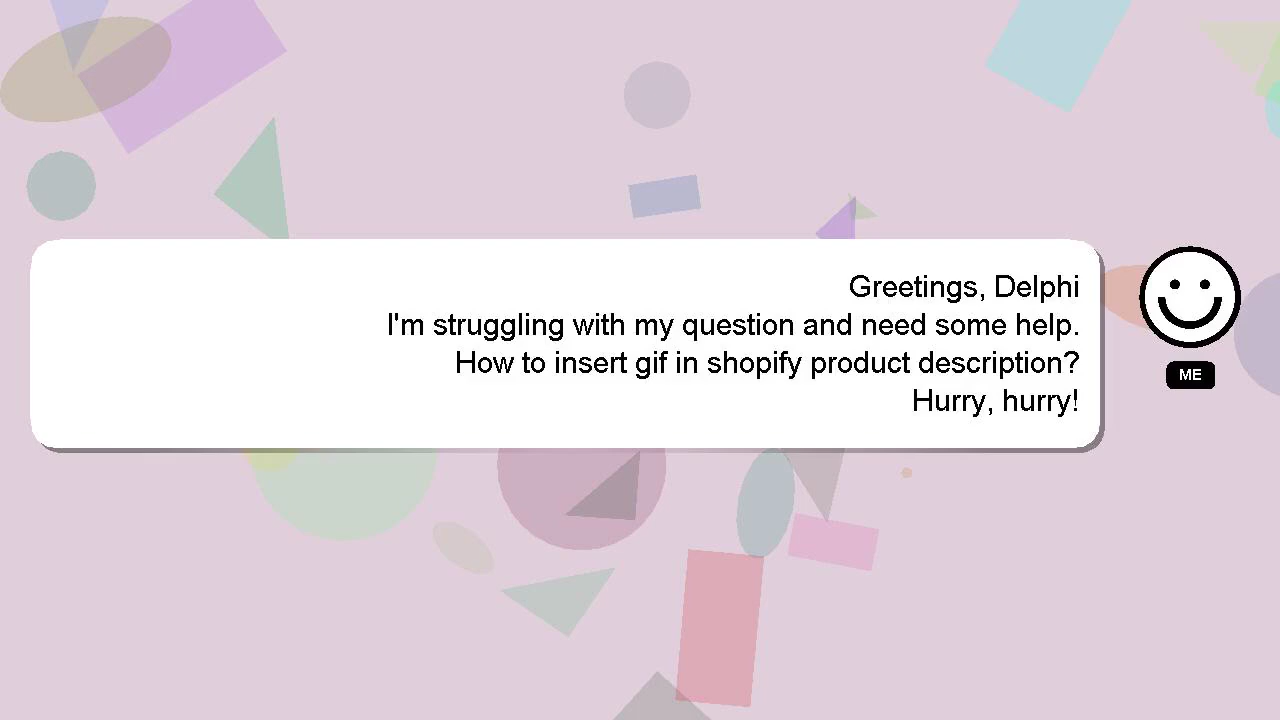 Greetings, Delphi
I'm struggling with my question and need some help.
How to insert gif in shopify product description?
Hurry, hurry!
ME